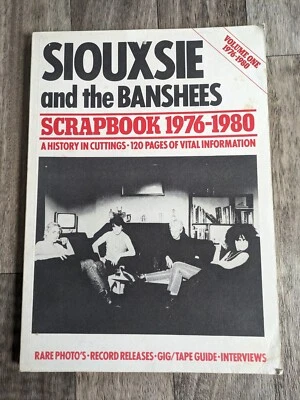 SIOUXSIE
and the BANSHEES
VOLUME ONE
1976-1980
SCRAPBOOK 1976-1980
A HISTORY IN CUTTINGS·120 PAGES OF VITAL INFORMATION
RARE PHOTO'S·RECORD RELEASES·GIG/TAPE GUIDE·INTERVIEWS